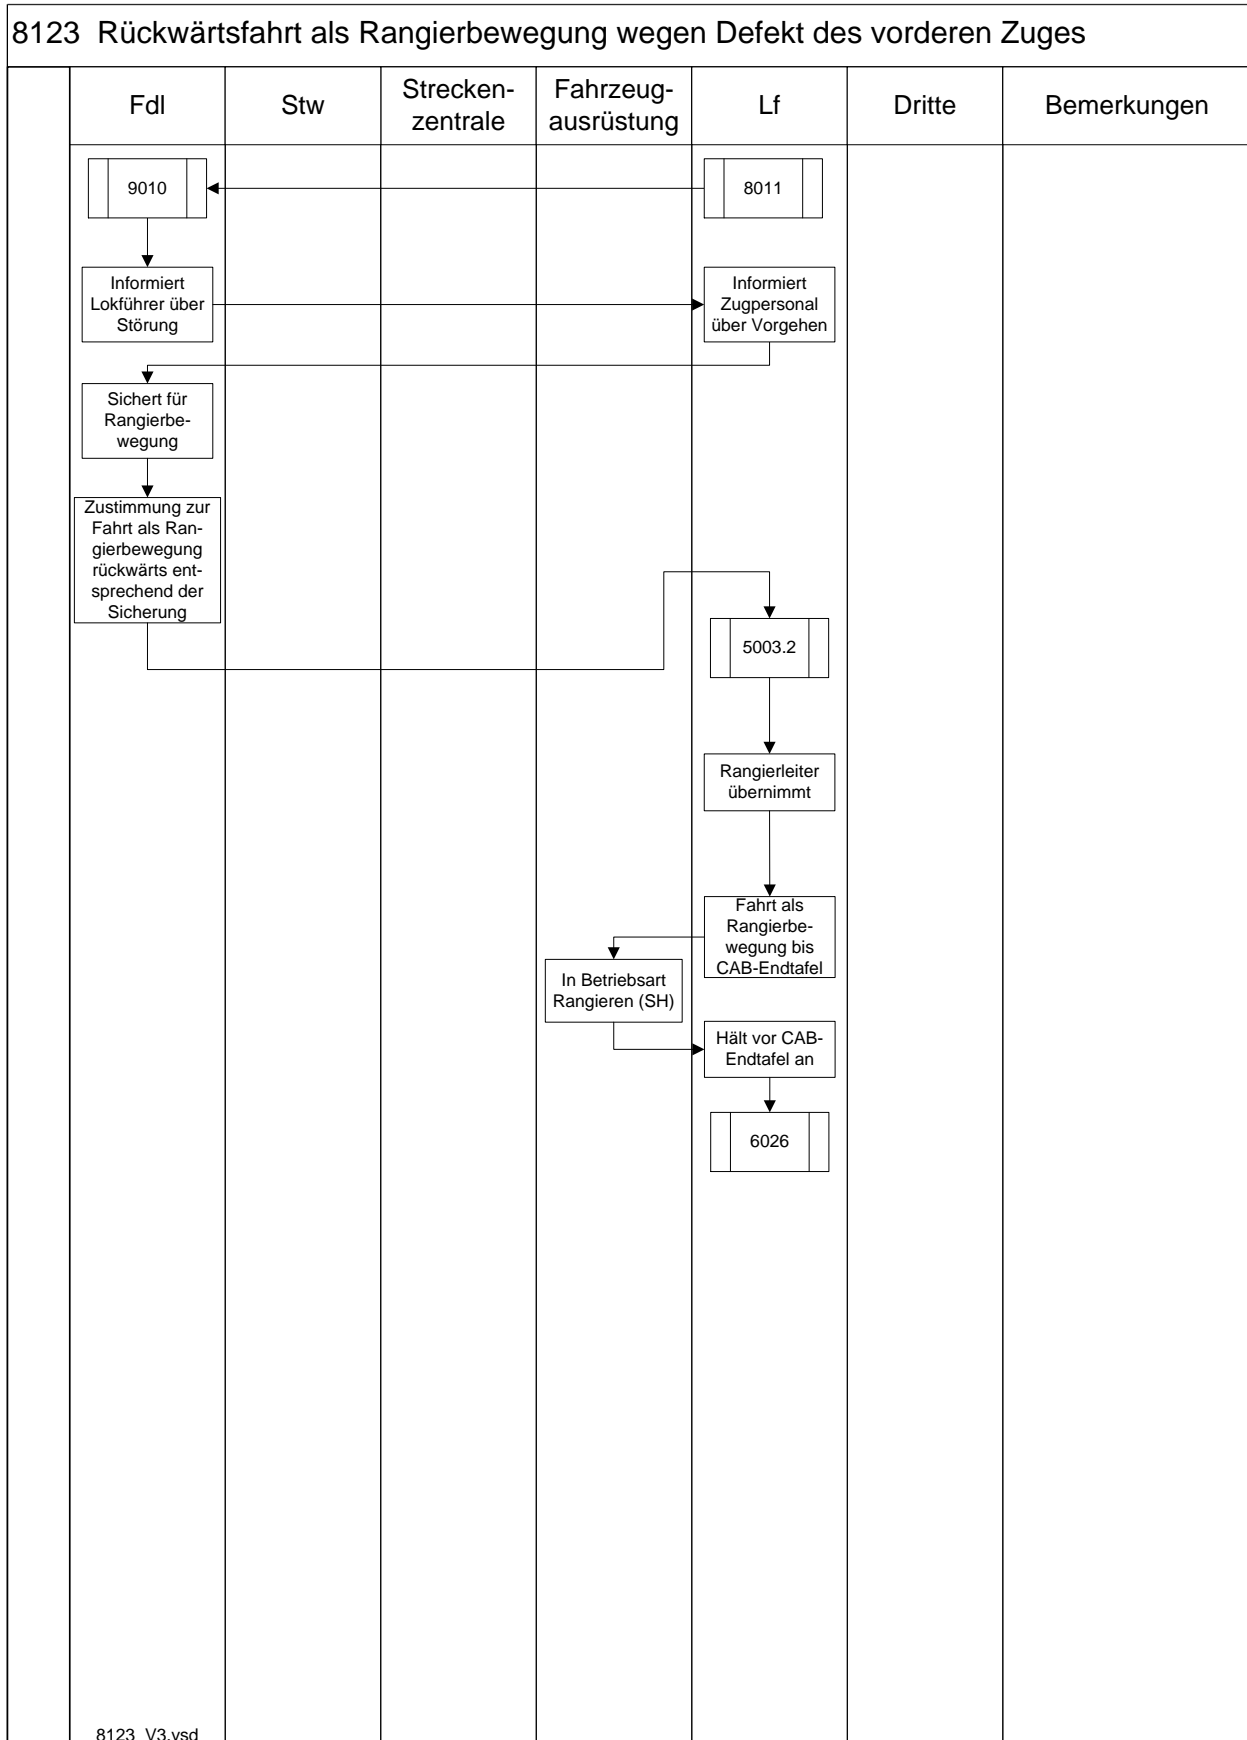 8123 Rückwärtsfahrt als Rangierbewegung wegen Defekt des vorderen Zuges
Fdl
Stw
Strecken-
zentrale
Fahrzeug-
ausrüstung
Lf
Dritte
Bemerkungen
9010
8011
Informiert
Lokführer über
Störung
Informiert
Zugpersonal
über Vorgehen
Sichert für
Rangierbe-
wegung
Zustimmung zur
Fahrt als Ran-
gierbewegung
rückwärts ent-
sprechend der
Sicherung
5003.2
Rangierleiter
übernimmt
Fahrt als
Rangierbe-
wegung bis
CAB-Endtafel
In Betriebsart
Rangieren (SH)
Hält vor CAB-
Endtafel an
6026
8123_V3.vsd